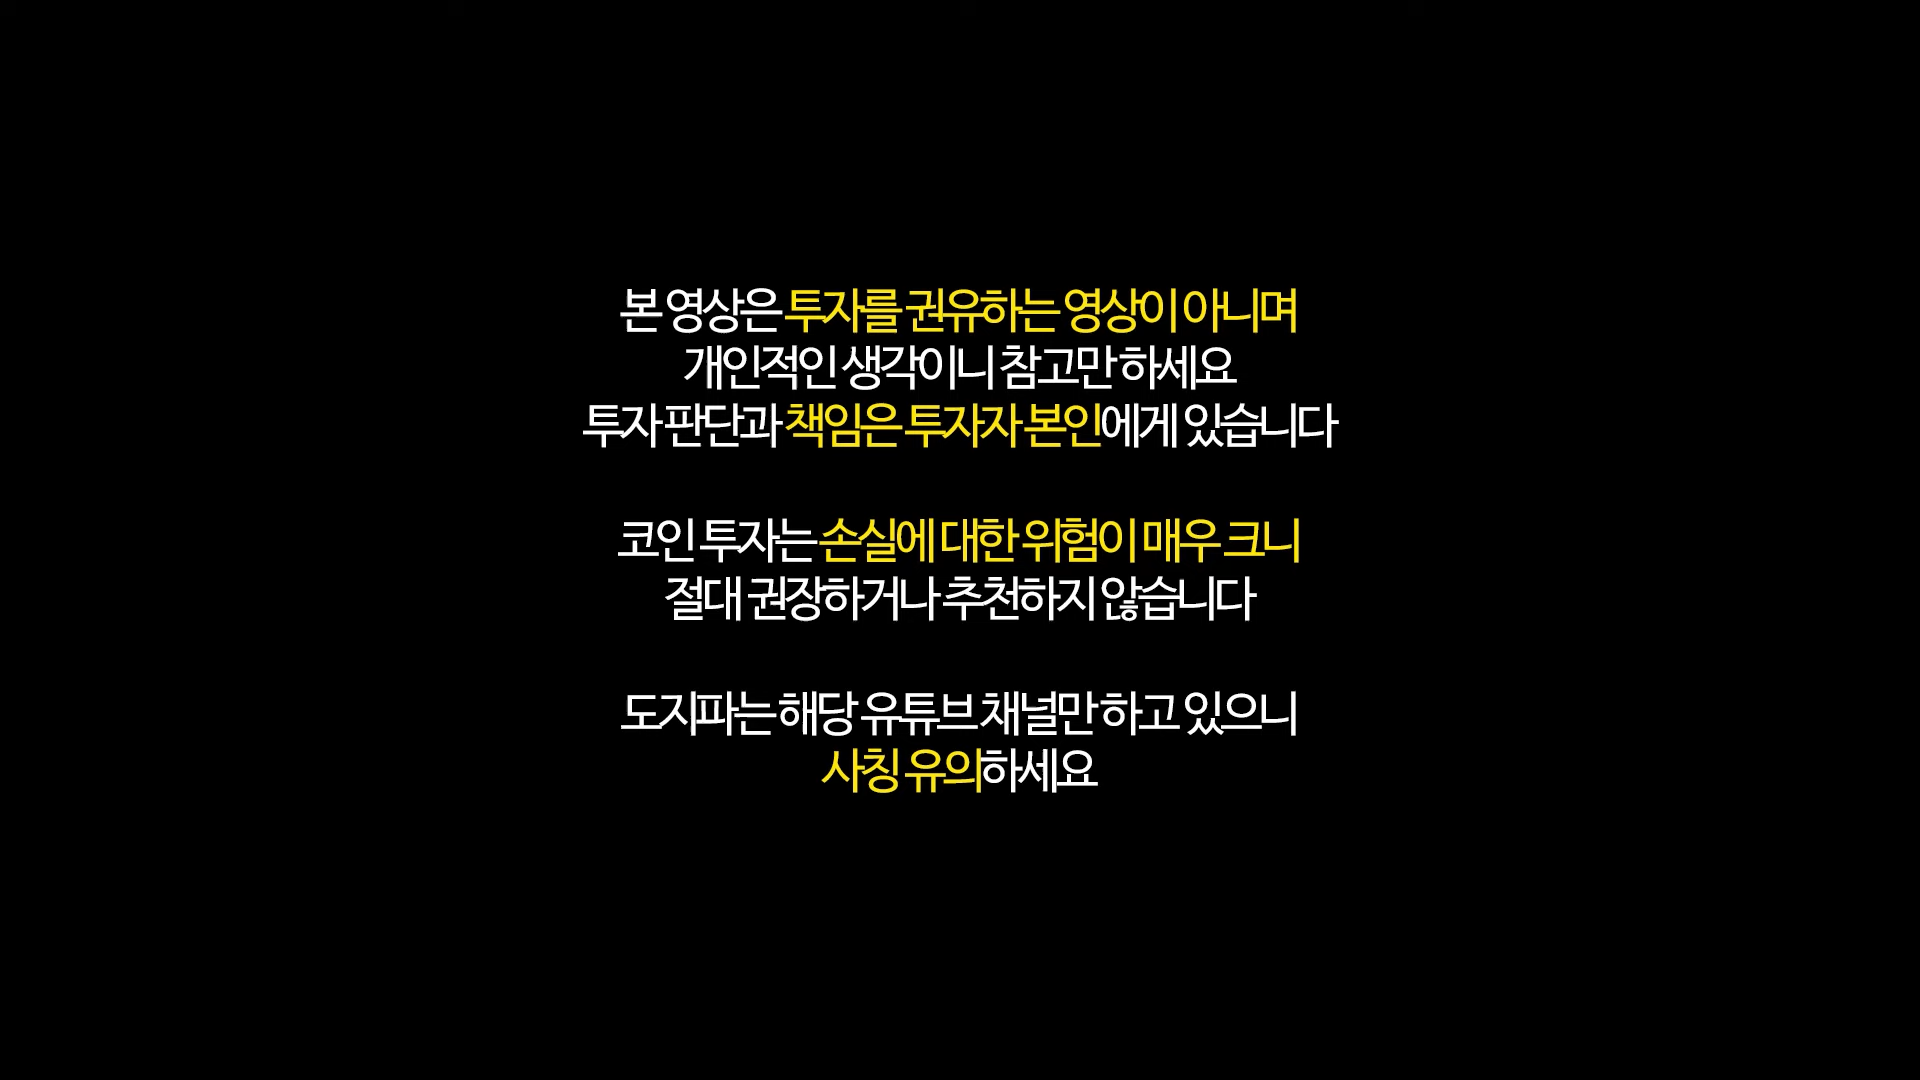 본 영상은 투자를 권유하는 영상이 아니며
개인적인 생각이니 참고만 하세요
투자 판단과 책임은 투자자 본인에게 있습니다
코인 투자는 손실에 대한 위험이 매우 크니
절대 권장하거나 추천하지 않습니다
도지파는 해당 유튜브 채널만 하고 있으니
사칭 유의하세요